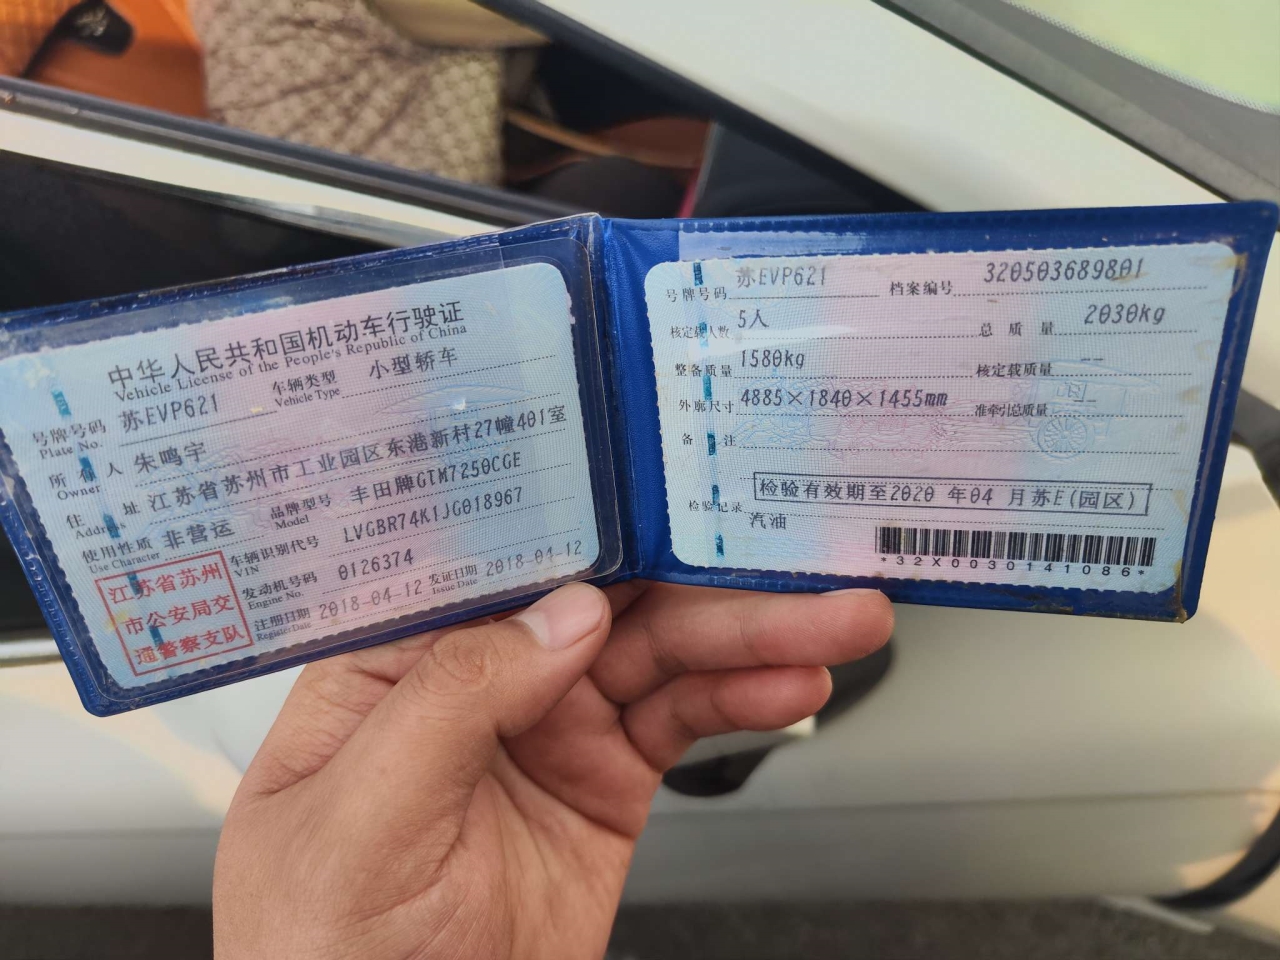 中华人民共和国机动车行驶证
Vehicle License of the People's Republic of China
号牌号码 苏EVP621 车辆类型 小型轿车
Plate No. Vehicle Type
所有人 朱鸣宇
Owner
住址 江苏省苏州市工业园区东港新村27幢401室
Address
使用性质 非营运 品牌型号 丰田牌GTM7250CGE
Use Character Model
车辆识别代号 LVGBR74K1JG018967
VIN
发动机号码 0126374
Engine No.
注册日期 2018-04-12 发证日期 2018-04-12
Register Date Issue Date
江苏省苏州
市公安局交
通警察支队
号牌号码 苏EVP621 档案编号 320503689801
核定载人数 5人 总质量 2030kg
整备质量 1580kg 核定载质量 --
外廓尺寸 4885×1840×1455mm 准牵引总质量 --
备注
检验有效期至2020年04月苏E(园区)
检验记录
汽油
*32X0030141086*